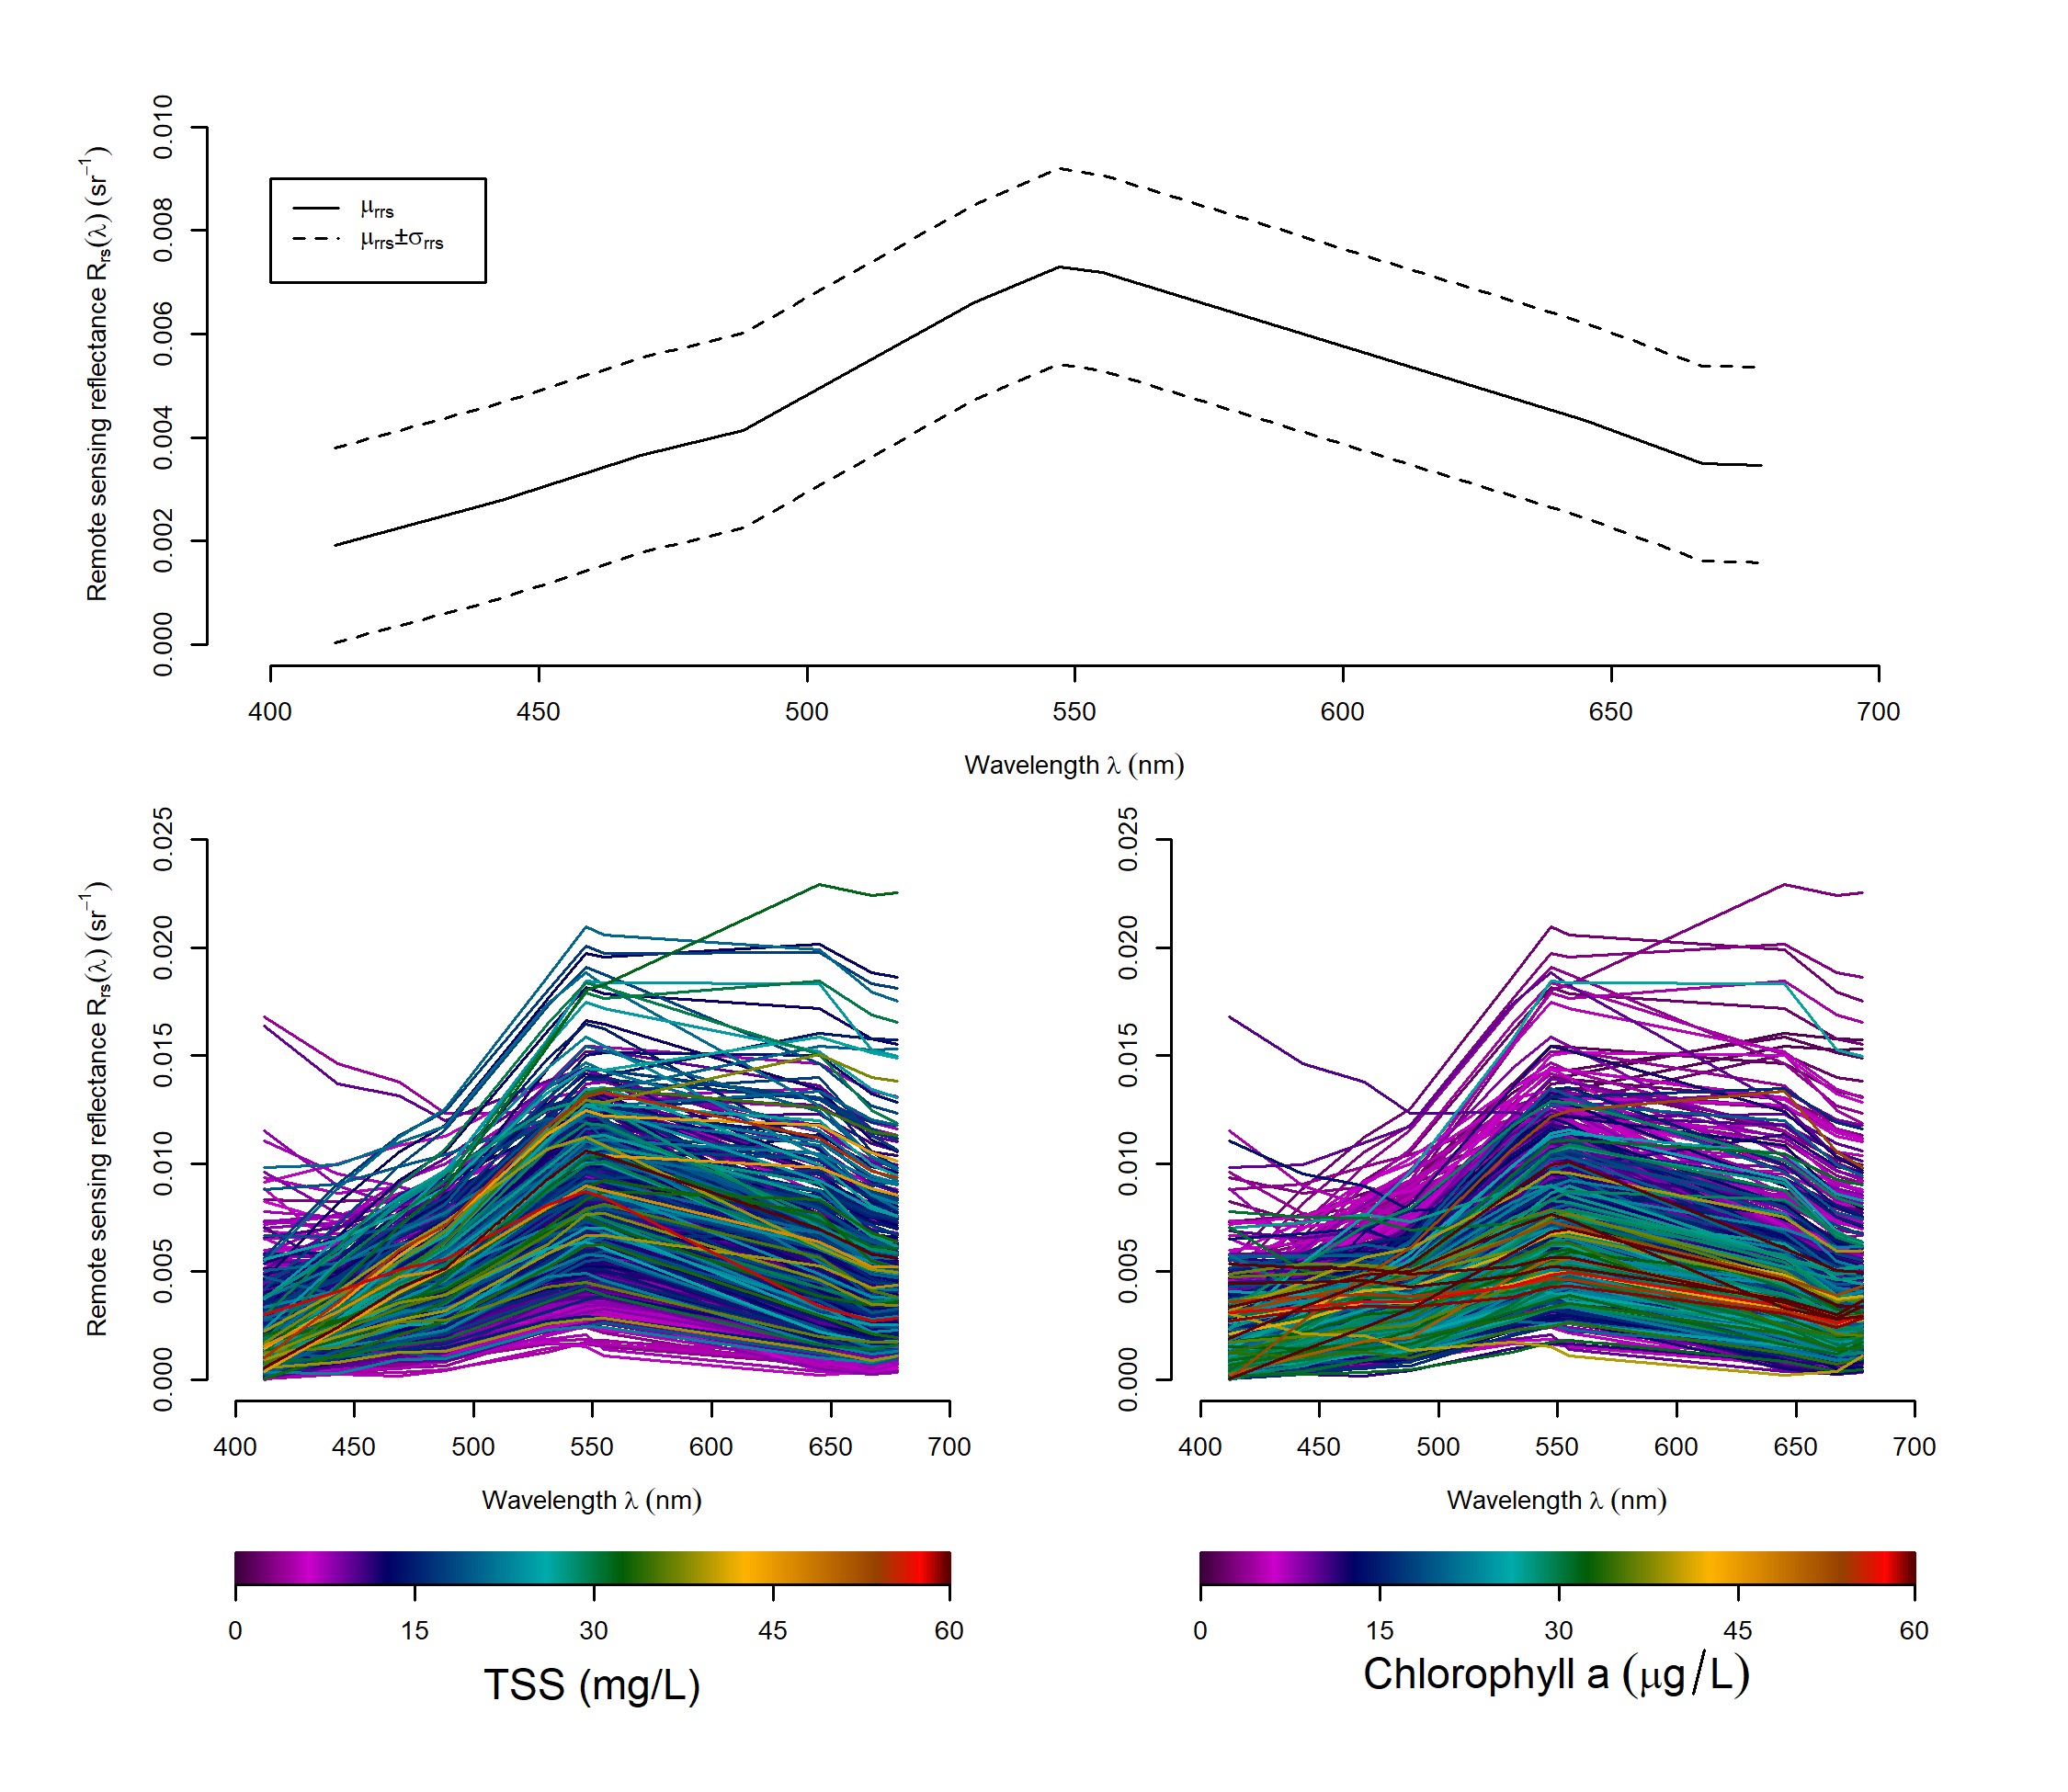 Remote sensing reflectance Rrs(λ) (sr⁻¹)
0.010
0.008
0.006
0.004
0.002
0.000
μrrs
μrrs±σrrs
400 450 500 550 600 650 700
Wavelength λ (nm)
Remote sensing reflectance Rrs(λ) (sr⁻¹)
0.025
0.020
0.015
0.010
0.005
0.000
400 450 500 550 600 650 700
Wavelength λ (nm)
0 15 30 45 60
TSS (mg/L)
0.025
0.020
0.015
0.010
0.005
0.000
400 450 500 550 600 650 700
Wavelength λ (nm)
0 15 30 45 60
Chlorophyll a (μg/L)